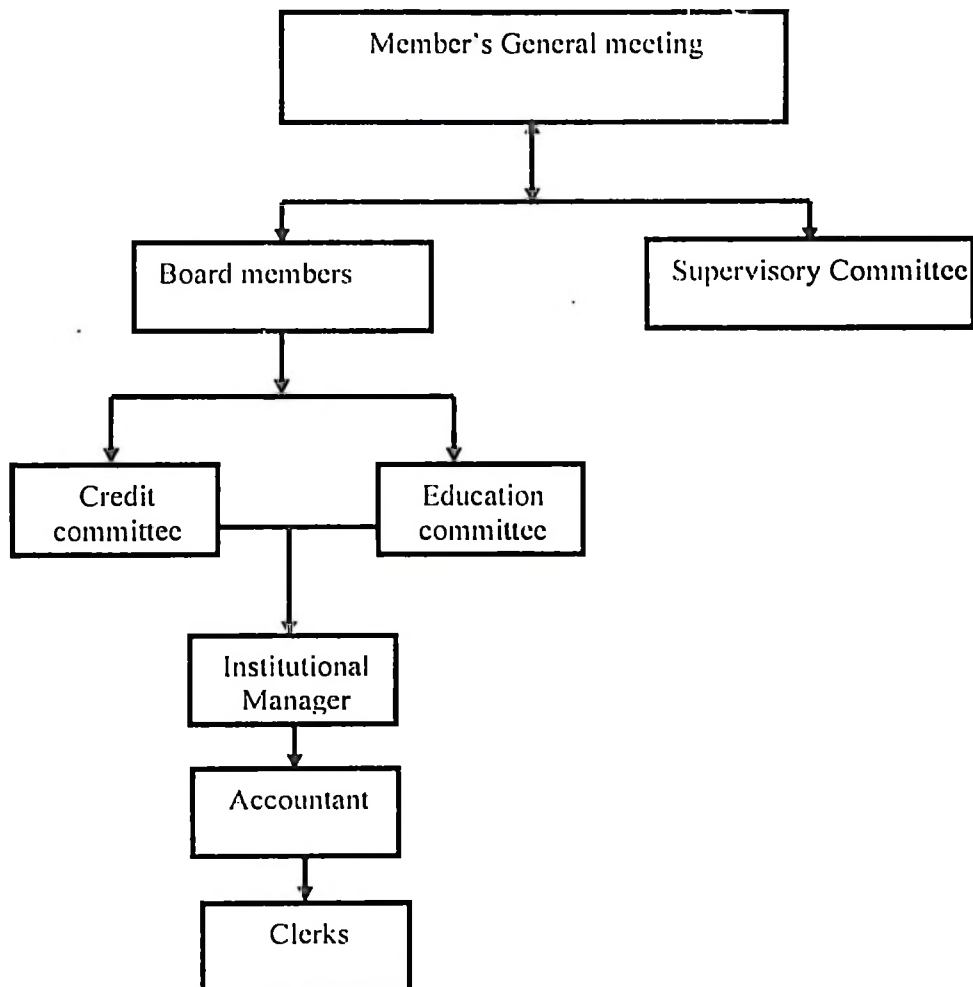 Member's General meeting
Board members
Supervisory Committee
Credit
committee
Education
committee
Institutional
Manager
Accountant
Clerks